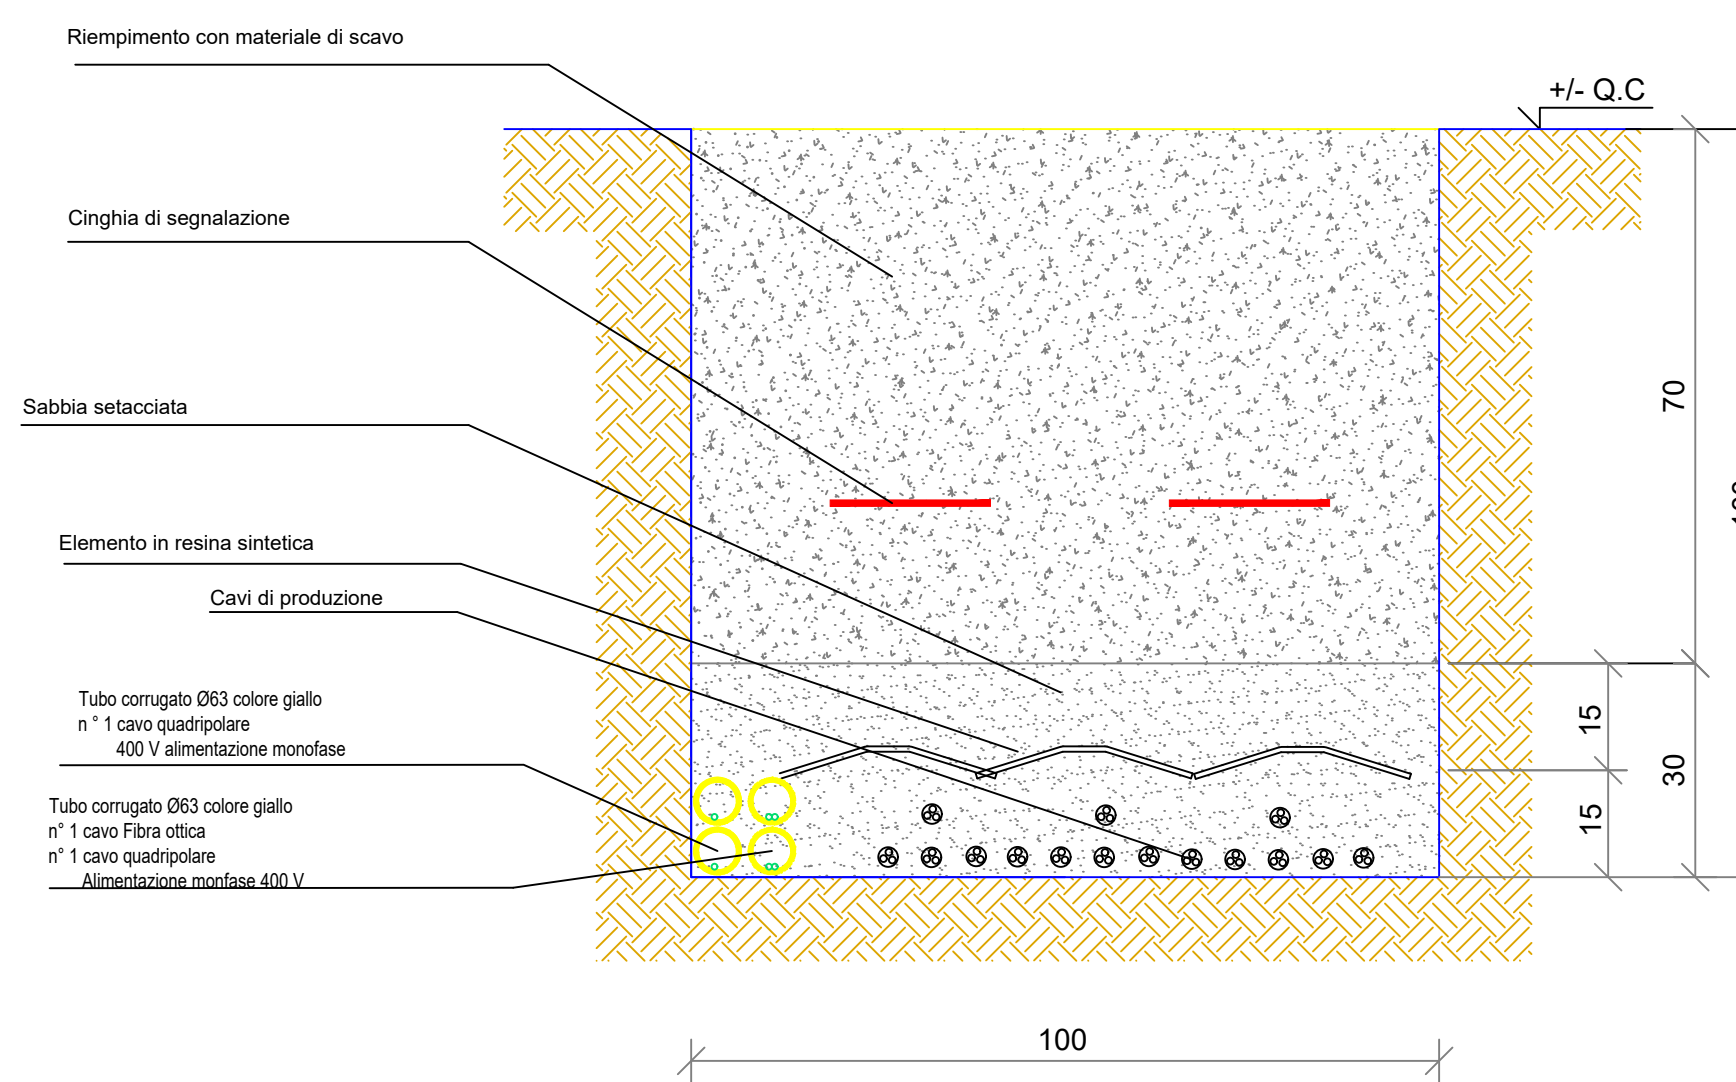 Riempimento con materiale di scavo
+/- Q.C
Cinghia di segnalazione
70
Sabbia setacciata
Elemento in resina sintetica
Cavi di produzione
Tubo corrugato Ø63 colore giallo
n ° 1 cavo quadripolare
400 V alimentazione monofase
15
30
15
Tubo corrugato Ø63 colore giallo
n° 1 cavo Fibra ottica
n° 1 cavo quadripolare
Alimentazione monfase 400 V
100